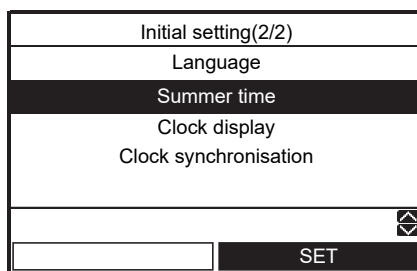 Initial setting(2/2)
Language
Summer time
Clock display
Clock synchronisation
SET